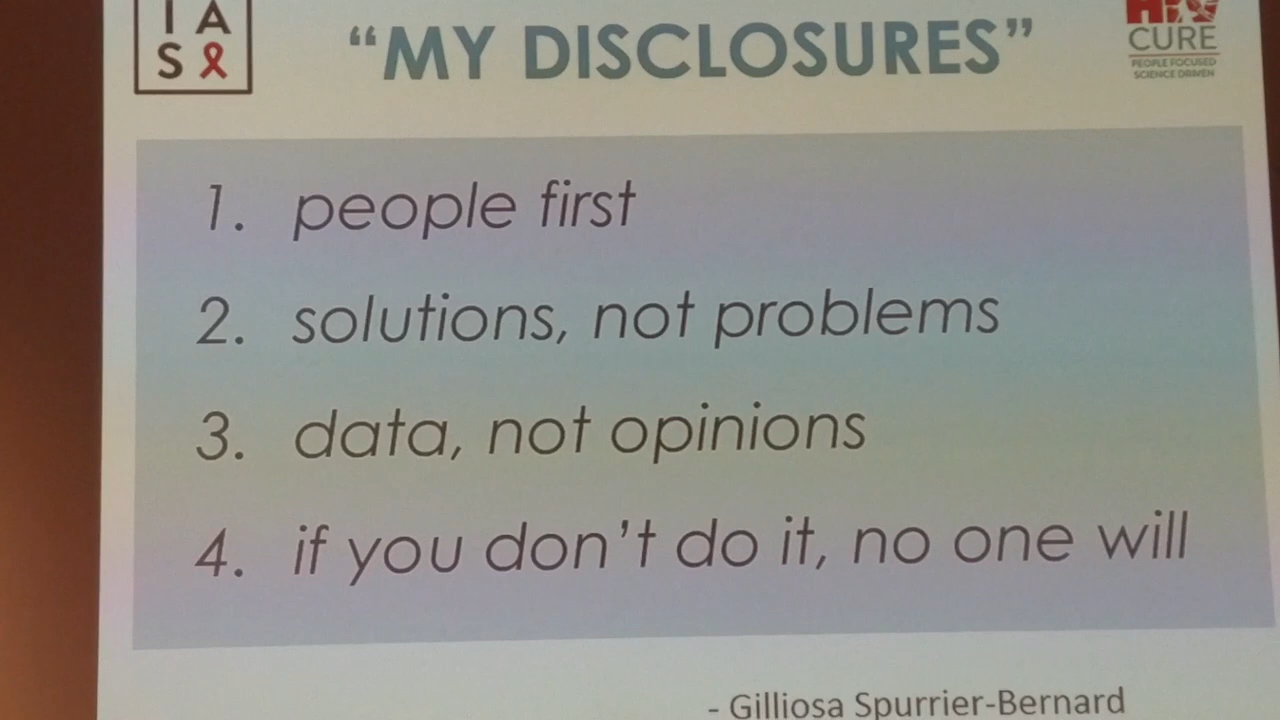 I A
S
"MY DISCLOSURES"
HIV
CURE
PEOPLE FOCUSED
SCIENCE DRIVEN
1. people first
2. solutions, not problems
3. data, not opinions
4. if you don't do it, no one will
- Gilliosa Spurrier-Bernard